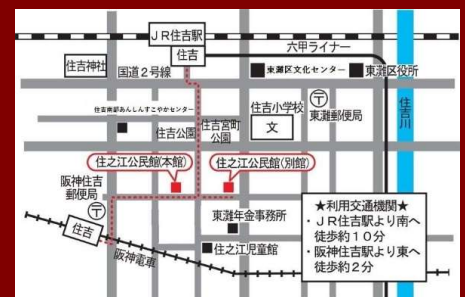 JR住吉駅
住吉
六甲ライナー
住吉神社
国道2号線
東灘区文化センター
東灘区役所
住吉南部あんしんすこやかセンター
住吉公園
住吉宮町
公園
住吉小学校
文
〒
東灘郵便局
住吉川
住之江公民館(本館)
住之江公民館(別館)
阪神住吉
郵便局
〒
住吉
阪神電車
東灘年金事務所
住之江児童館
★利用交通機関★
・JR住吉駅より南へ
徒歩約10分
・阪神住吉駅より東へ
徒歩約2分